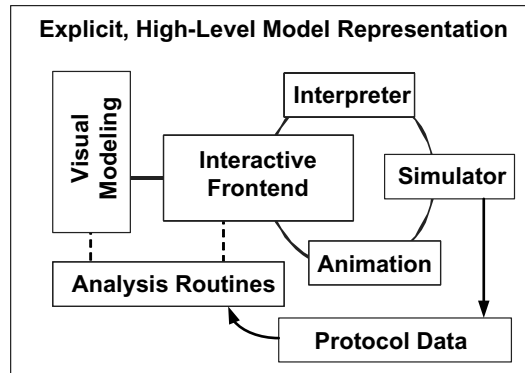 Explicit, High-Level Model Representation
Visual
Modeling
Interactive
Frontend
Interpreter
Simulator
Animation
Analysis Routines
Protocol Data